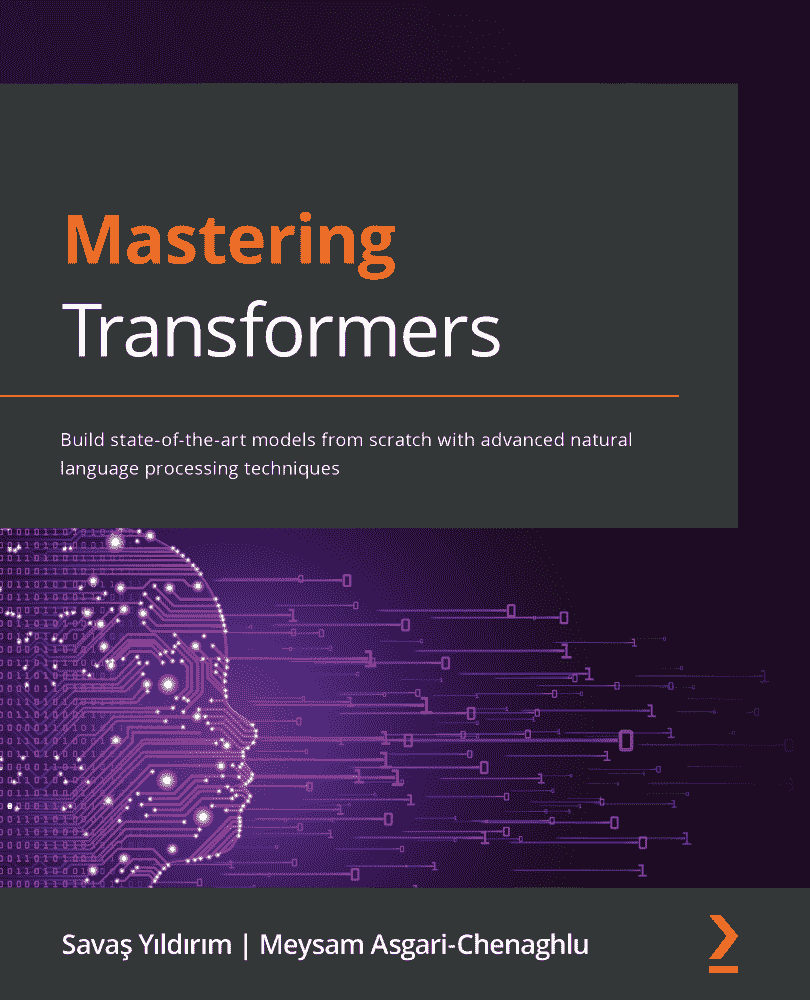 Mastering
Transformers
Build state-of-the-art models from scratch with advanced natural
language processing techniques
Savaş Yıldırım | Meysam Asgari-Chenaghlu